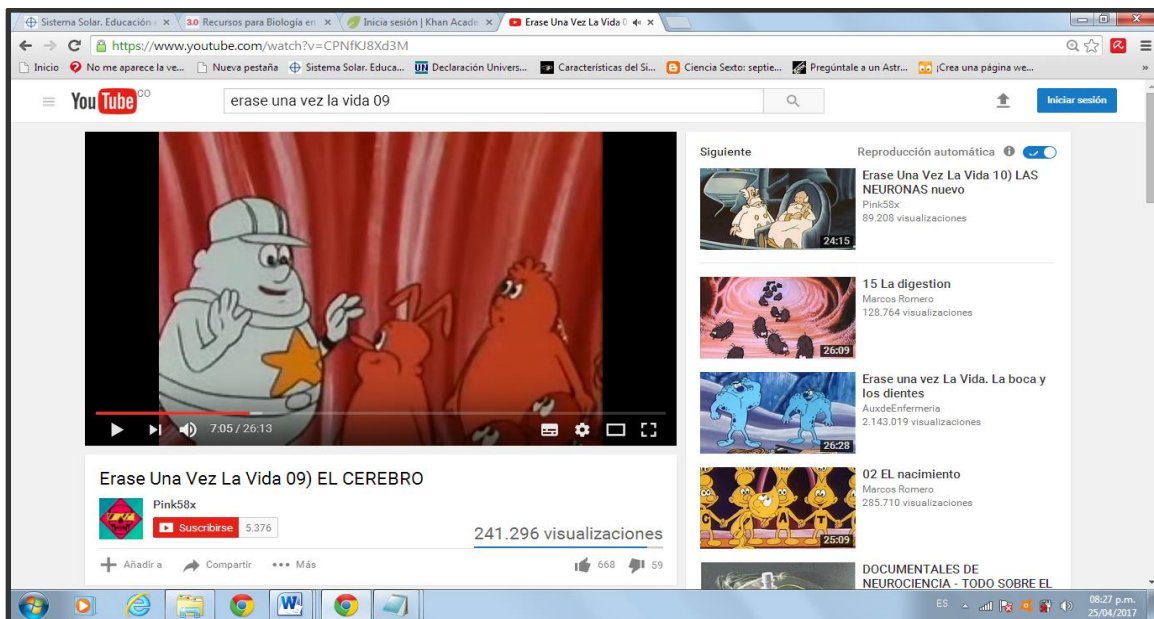 Sistema Solar. Educación
3.0 Recursos para Biología en
Inicia sesión | Khan Acade
Erase Una Vez La Vida 0
https://www.youtube.com/watch?v=CPNfKJ8Xd3M
Inicio
No me aparece la ve...
Nueva pestaña
Sistema Solar. Educa...
UN Declaración Univers...
Características del Si...
Ciencia Sexto: septie...
Pregúntale a un Astr...
¡Crea una página we...
»
YouTube CO
erase una vez la vida 09
Iniciar sesión
7:05 / 26:13
Erase Una Vez La Vida 09) EL CEREBRO
Pink58x
Suscribirse 5.376
241.296 visualizaciones
Añadir a
Compartir
Más
668
59
Siguiente
Reproducción automática
Erase Una Vez La Vida 10) LAS
NEURONAS nuevo
Pink58x
89.208 visualizaciones
24:15
15 La digestion
Marcos Romero
128.764 visualizaciones
26:09
Erase una vez La Vida. La boca y
los dientes
AuxdeEnfermeria
2.143.019 visualizaciones
26:28
02 EL nacimiento
Marcos Romero
285.710 visualizaciones
G A T
25:09
DOCUMENTALES DE
NEUROCIENCIA - TODO SOBRE EL
ES
08:27 p.m.
25/04/2017